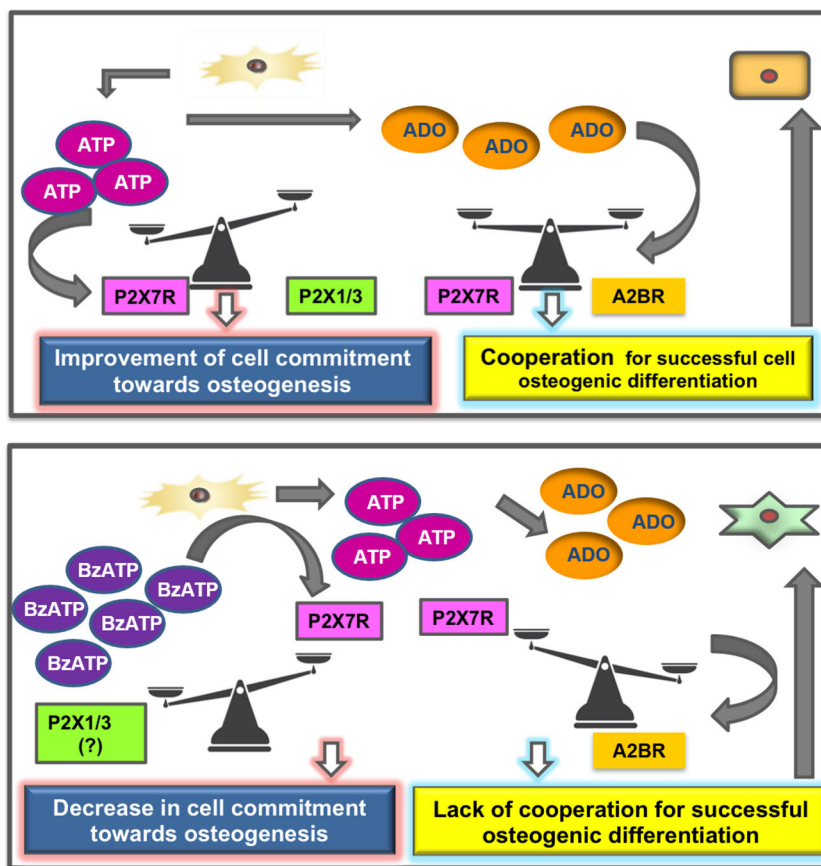 ATP
ATP
ATP
ADO
ADO
ADO
P2X7R
P2X1/3
P2X7R
A2BR
Improvement of cell commitment
towards osteogenesis
Cooperation for successful cell
osteogenic differentiation
ATP
ATP
ATP
ADO
ADO
ADO
BzATP
BzATP
BzATP
BzATP
BzATP
P2X7R
P2X7R
P2X1/3
(?)
A2BR
Decrease in cell commitment
towards osteogenesis
Lack of cooperation for successful
osteogenic differentiation